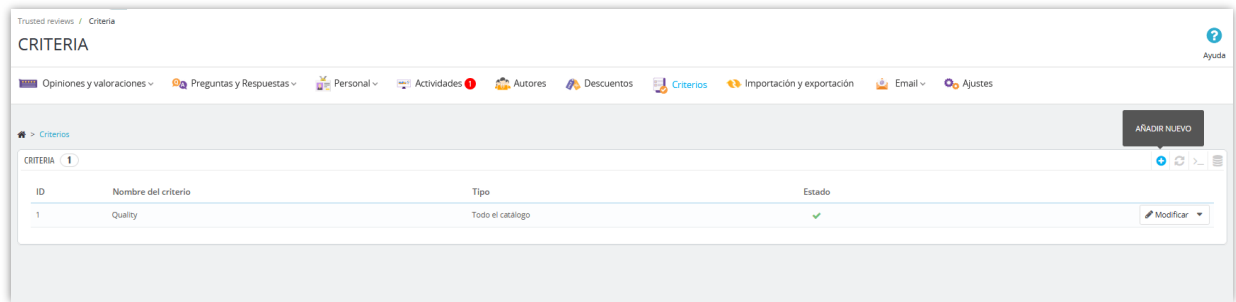 Trusted reviews / Criteria
CRITERIA
Ayuda
Opiniones y valoraciones Preguntas y Respuestas Personal Actividades 1 Autores Descuentos Criterios Importación y exportación Email Ajustes
AÑADIR NUEVO
> Criterios
CRITERIA 1
ID Nombre del criterio Tipo Estado
1 Quality Todo el catálogo Modificar